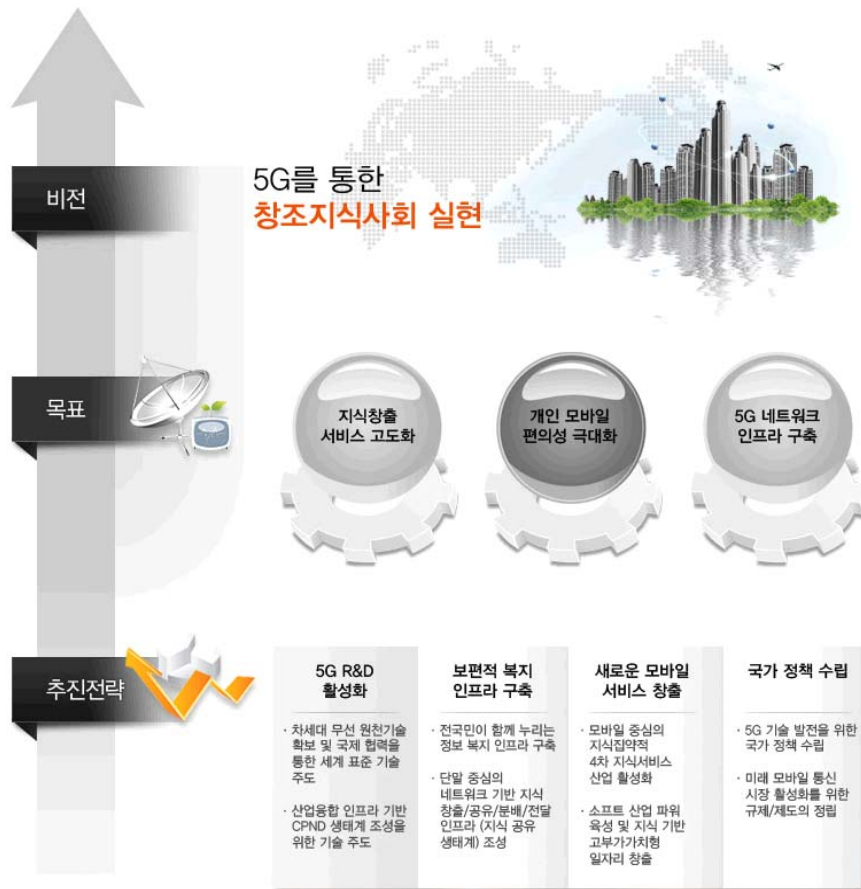 비전
5G를 통한
창조지식사회 실현
목표
지식창출
서비스 고도화
개인 모바일
편의성 극대화
5G 네트워크
인프라 구축
추진전략
5G R&D
활성화
· 차세대 무선 원천기술
확보 및 국제 협력을
통한 세계 표준 기술
주도
· 산업융합 인프라 기반
CPND 생태계 조성을
위한 기술 주도
보편적 복지
인프라 구축
· 전국민이 함께 누리는
정보 복지 인프라 구축
· 단말 중심의
네트워크 기반 지식
창출/공유/분배/전달
인프라 (지식 공유
생태계) 조성
새로운 모바일
서비스 창출
· 모바일 중심의
지식집약적
4차 지식서비스
산업 활성화
· 소프트 산업 파워
육성 및 지식 기반
고부가가치형
일자리 창출
국가 정책 수립
· 5G 기술 발전을 위한
국가 정책 수립
· 미래 모바일 통신
시장 활성화를 위한
규제/제도의 정립